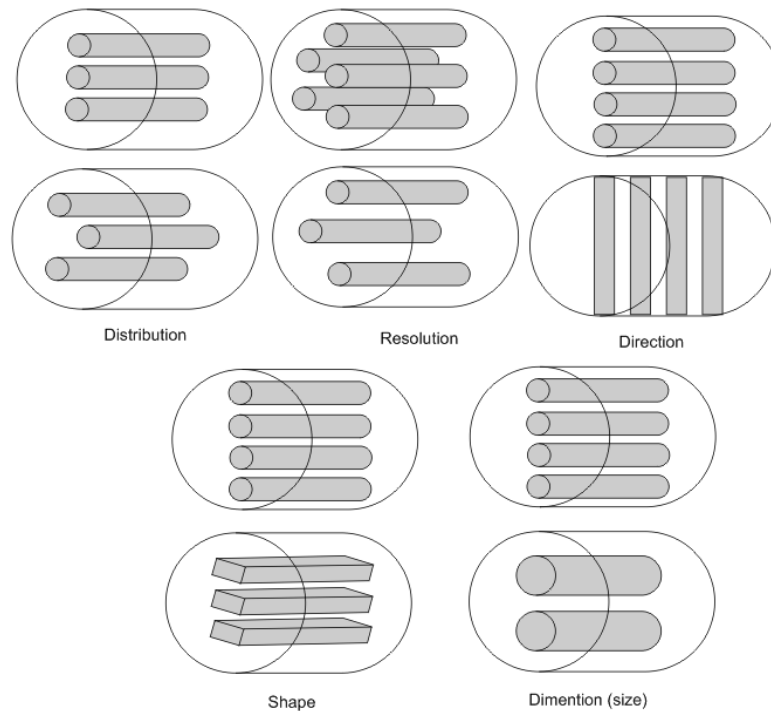 Distribution
Resolution
Direction
Shape
Dimention (size)